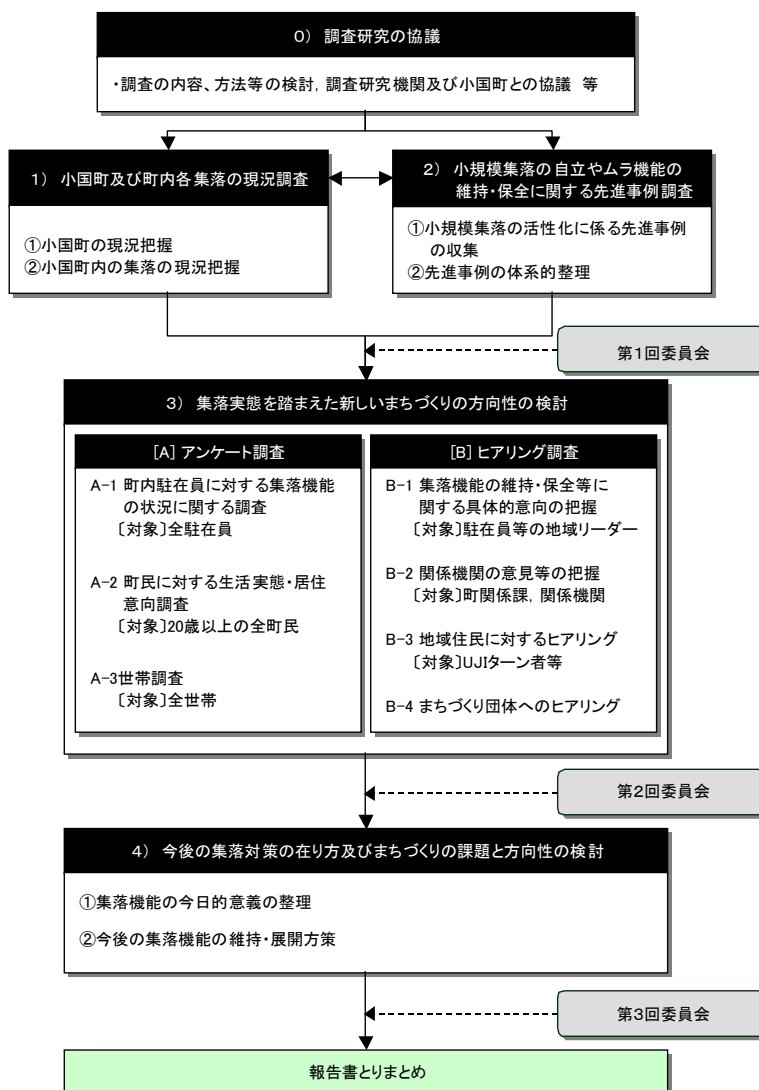 0) 調査研究の協議
・調査の内容、方法等の検討, 調査研究機関及び小国町との協議 等
1) 小国町及び町内各集落の現況調査
①小国町の現況把握
②小国町内の集落の現況把握
2) 小規模集落の自立やムラ機能の
維持・保全に関する先進事例調査
①小規模集落の活性化に係る先進事例
の収集
②先進事例の体系的整理
第1回委員会
3) 集落実態を踏まえた新しいまちづくりの方向性の検討
[A] アンケート調査
A-1 町内駐在員に対する集落機能
の状況に関する調査
〔対象〕全駐在員
A-2 町民に対する生活実態・居住
意向調査
〔対象〕20歳以上の全町民
A-3世帯調査
〔対象〕全世帯
[B] ヒアリング調査
B-1 集落機能の維持・保全等に
関する具体的意向の把握
〔対象〕駐在員等の地域リーダー
B-2 関係機関の意見等の把握
〔対象〕町関係課, 関係機関
B-3 地域住民に対するヒアリング
〔対象〕UJIターン者等
B-4 まちづくり団体へのヒアリング
第2回委員会
4) 今後の集落対策の在り方及びまちづくりの課題と方向性の検討
①集落機能の今日的意義の整理
②今後の集落機能の維持・展開方策
第3回委員会
報告書とりまとめ